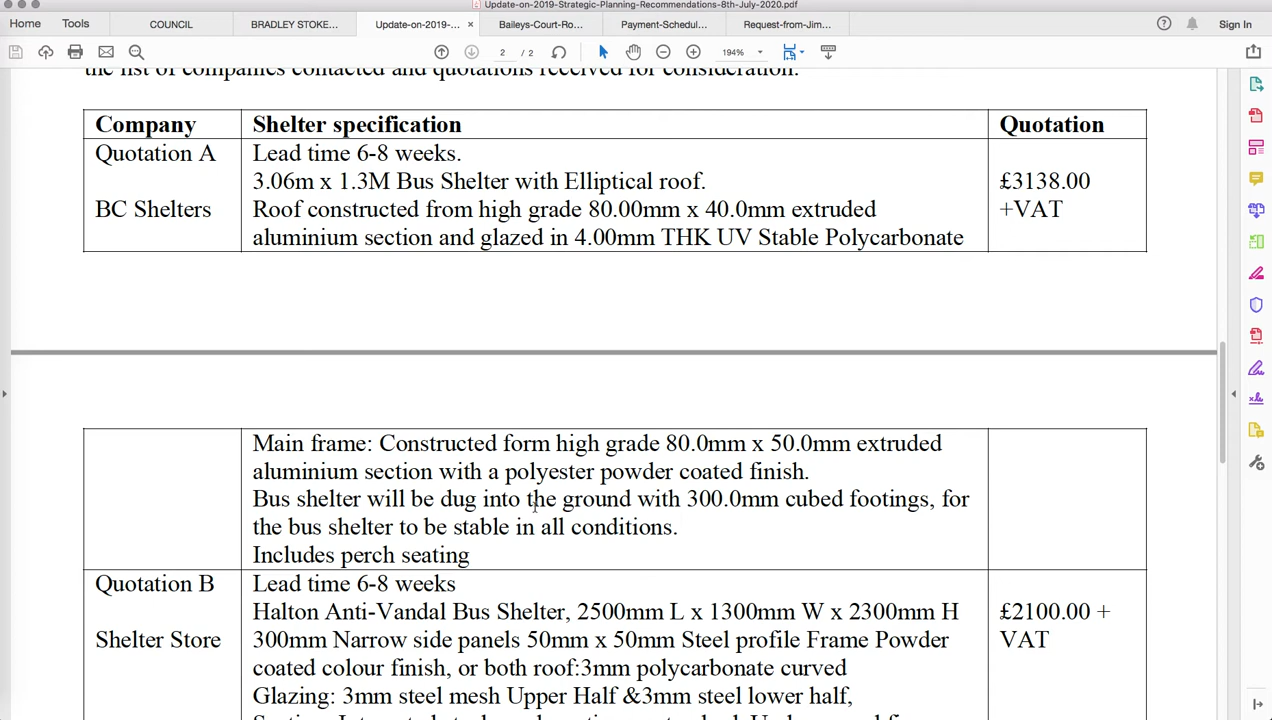 Update-on-2019-Strategic-Planning-Recommendations-8th-July-2020.pdf
Home Tools COUNCIL BRADLEY STOKE... Update-on-2019-... × Baileys-Court-Ro... Payment-Schedul... Request-from-Jim... Sign In
2 / 2 194%
the list of companies contacted and quotations received for consideration.
Company Shelter specification Quotation
Quotation A Lead time 6-8 weeks.
3.06m x 1.3M Bus Shelter with Elliptical roof. £3138.00
BC Shelters Roof constructed from high grade 80.00mm x 40.0mm extruded +VAT
aluminium section and glazed in 4.00mm THK UV Stable Polycarbonate
Main frame: Constructed form high grade 80.0mm x 50.0mm extruded
aluminium section with a polyester powder coated finish.
Bus shelter will be dug into the ground with 300.0mm cubed footings, for
the bus shelter to be stable in all conditions.
Includes perch seating
Quotation B Lead time 6-8 weeks
Halton Anti-Vandal Bus Shelter, 2500mm L x 1300mm W x 2300mm H £2100.00 +
Shelter Store 300mm Narrow side panels 50mm x 50mm Steel profile Frame Powder VAT
coated colour finish, or both roof:3mm polycarbonate curved
Glazing: 3mm steel mesh Upper Half &3mm steel lower half,